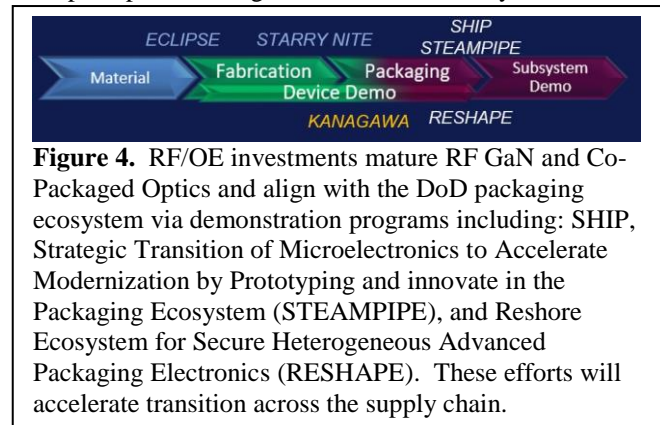 SHIP
ECLIPSE STARRY NITE STEAMPIPE
Material Fabrication Packaging Subsystem
Device Demo Demo
KANAGAWA RESHAPE
Figure 4. RF/OE investments mature RF GaN and Co-
Packaged Optics and align with the DoD packaging
ecosystem via demonstration programs including: SHIP,
Strategic Transition of Microelectronics to Accelerate
Modernization by Prototyping and innovate in the
Packaging Ecosystem (STEAMPIPE), and Reshore
Ecosystem for Secure Heterogeneous Advanced
Packaging Electronics (RESHAPE). These efforts will
accelerate transition across the supply chain.